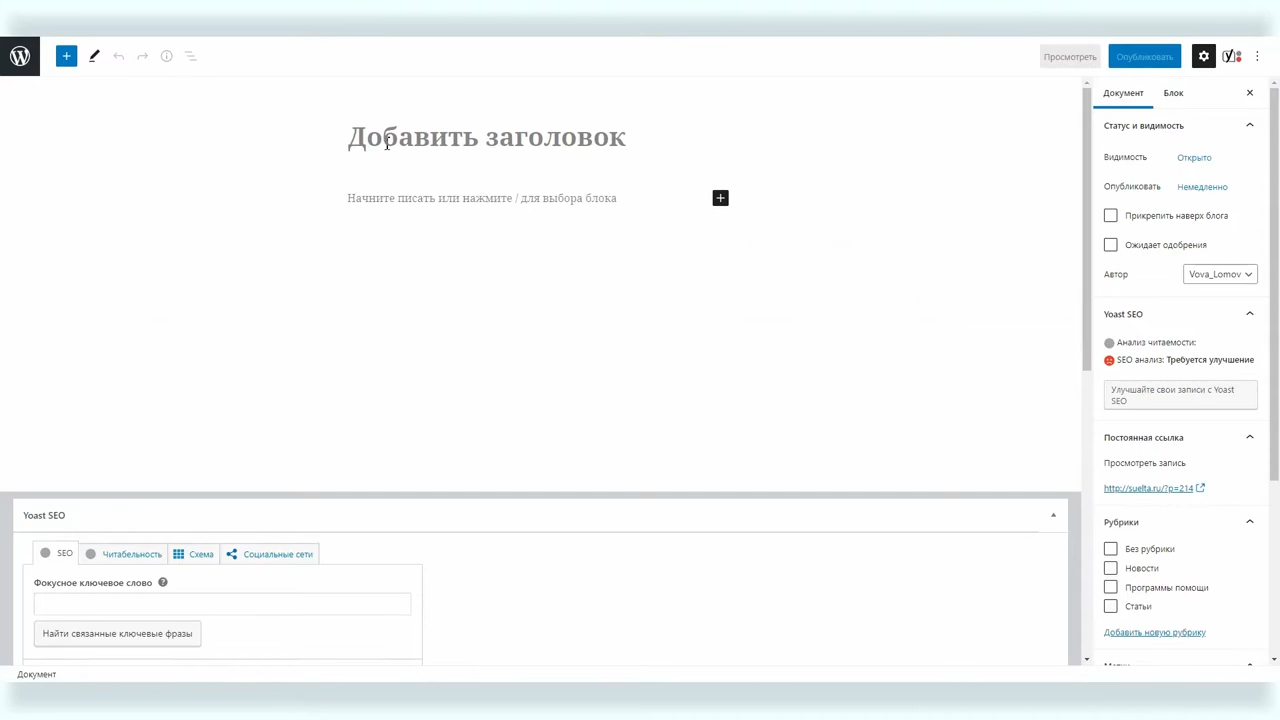 Просмотреть
Опубликовать
Документ
Блок
Добавить заголовок
Начните писать или нажмите / для выбора блока
Статус и видимость
Видимость
Открыто
Опубликовать
Немедленно
Прикрепить наверх блога
Ожидает одобрения
Автор
Vova_Lomov
Yoast SEO
Анализ читаемости:
SEO анализ: Требуется улучшение
Улучшайте свои записи с Yoast
SEO
Постоянная ссылка
Просмотреть запись
http://suelta.ru/?p=214
Рубрики
Без рубрики
Новости
Программы помощи
Статьи
Добавить новую рубрику
Yoast SEO
SEO
Читабельность
Схема
Социальные сети
Фокусное ключевое слово
Найти связанные ключевые фразы
Документ